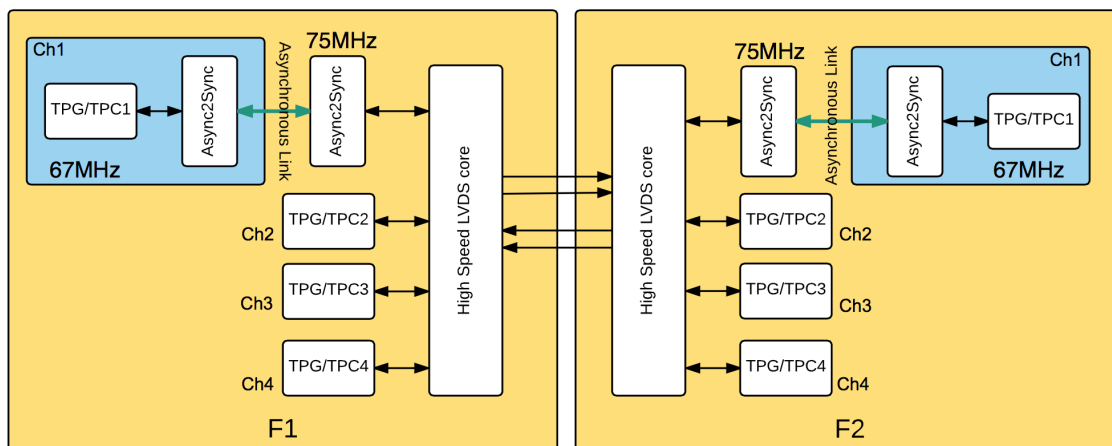 Ch1
TPG/TPC1
67MHz
Async2Sync
Asynchronous Link
75MHz
Async2Sync
High Speed LVDS core
Ch2
TPG/TPC2
Ch3
TPG/TPC3
Ch4
TPG/TPC4
F1
High Speed LVDS core
75MHz
Async2Sync
Asynchronous Link
Async2Sync
Ch1
TPG/TPC1
67MHz
TPG/TPC2
Ch2
TPG/TPC3
Ch3
TPG/TPC4
Ch4
F2